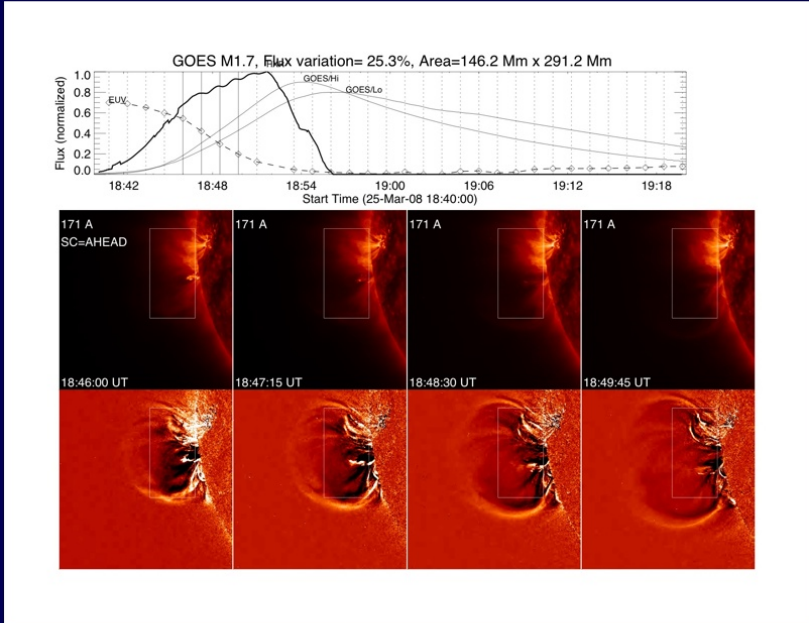 GOES M1.7, Flux variation= 25.3%, Area=146.2 Mm x 291.2 Mm
Flux (normalized)
1.0
0.8
0.6
0.4
0.2
0.0
EUV
GOES/Hi
GOES/Lo
18:42 18:48 18:54 19:00 19:06 19:12 19:18
Start Time (25-Mar-08 18:40:00)
171 A 171 A 171 A 171 A
SC=AHEAD
18:46:00 UT 18:47:15 UT 18:48:30 UT 18:49:45 UT